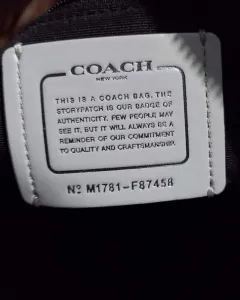 COACH
NEW YORK
THIS IS A COACH BAG. THE
STORYPATCH IS OUR BADGE OF
AUTHENTICITY. FEW PEOPLE MAY
SEE IT, BUT IT WILL ALWAYS BE A
REMINDER OF OUR COMMITMENT
TO QUALITY AND CRAFTSMANSHIP.
Nº M1781-F87458